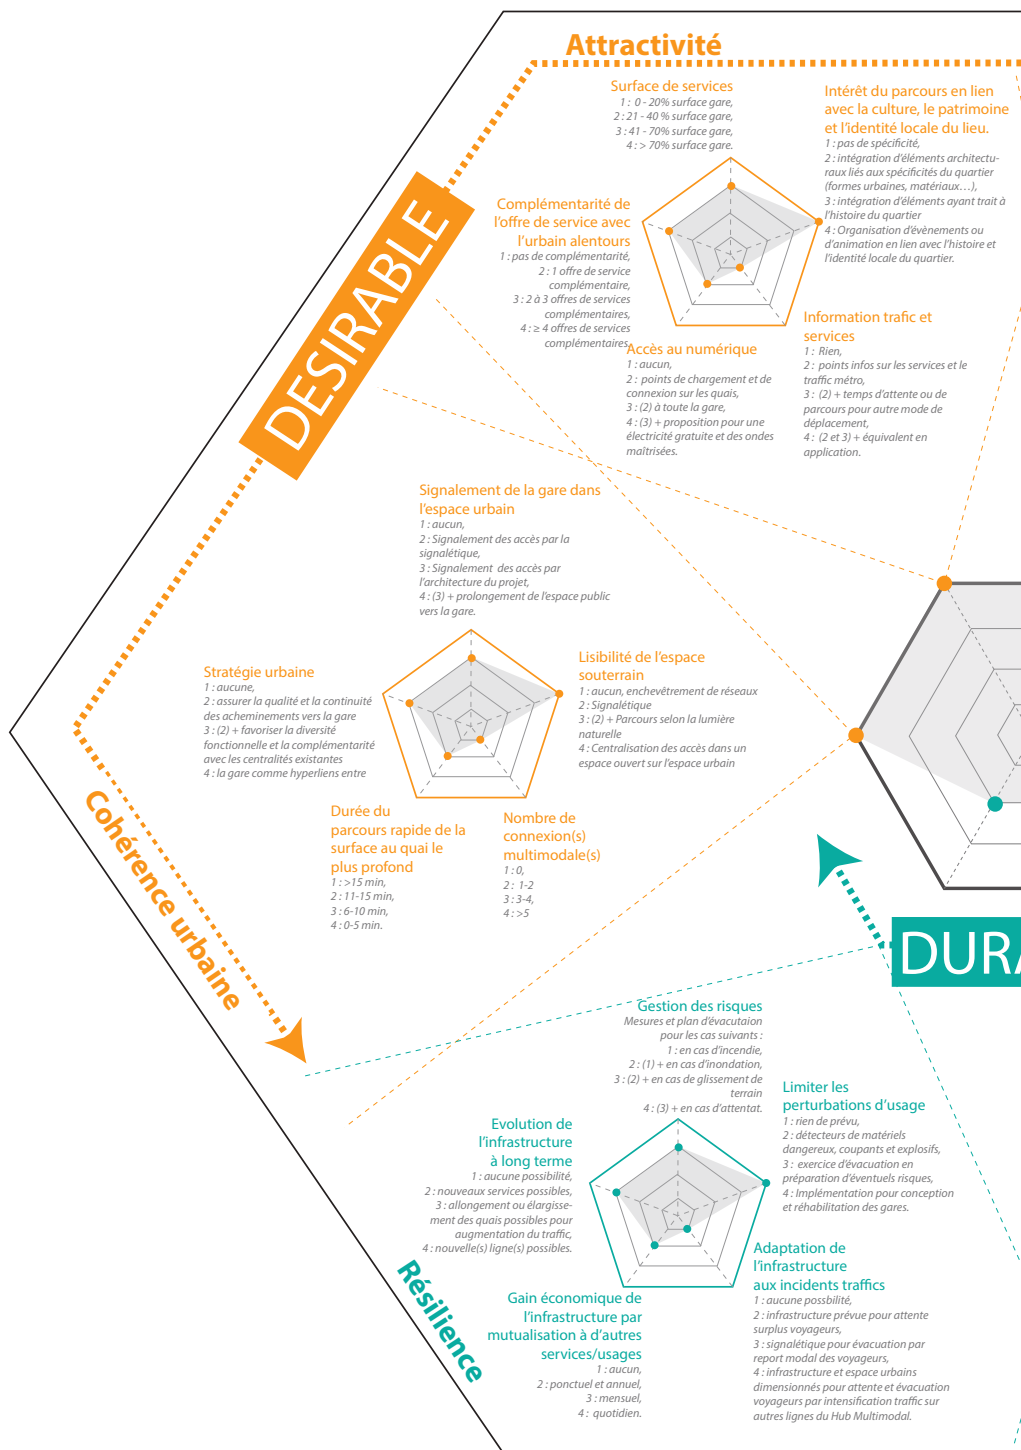 Attractivité
Surface de services
1 : 0 - 20% surface gare,
2 : 21 - 40 % surface gare,
3 : 41 - 70% surface gare,
4 : > 70% surface gare.
Intérêt du parcours en lien
avec la culture, le patrimoine
et l'identité locale du lieu.
1 : pas de spécificité,
2 : intégration d'éléments architectu-
raux liés aux spécificités du quartier
(formes urbaines, matériaux…),
3 : intégration d'éléments ayant trait à
l'histoire du quartier
4 : Organisation d'évènements ou
d'animation en lien avec l'histoire et
l'identité locale du quartier.
Complémentarité de
l'offre de service avec
l'urbain alentours
1 : pas de complémentarité,
2 : 1 offre de service
complémentaire,
3 : 2 à 3 offres de services
complémentaires,
4 : ≥ 4 offres de services
complémentaires.
Accès au numérique
1 : aucun,
2 : points de chargement et de
connexion sur les quais,
3 : (2) à toute la gare,
4 : (3) + proposition pour une
électricité gratuite et des ondes
maîtrisées.
Information trafic et
services
1 : Rien,
2 : points infos sur les services et le
traffic métro,
3 : (2) + temps d'attente ou de
parcours pour autre mode de
déplacement,
4 : (2 et 3) + équivalent en
application.
DESIRABLE
Signalement de la gare dans
l'espace urbain
1 : aucun,
2 : Signalement des accès par la
signalétique,
3 : Signalement des accès par
l'architecture du projet,
4 : (3) + prolongement de l'espace public
vers la gare.
Stratégie urbaine
1 : aucune,
2 : assurer la qualité et la continuité
des acheminements vers la gare
3 : (2) + favoriser la diversité
fonctionnelle et la complémentarité
avec les centralités existantes
4 : la gare comme hyperliens entre
Lisibilité de l'espace
souterrain
1 : aucun, enchevêtrement de réseaux
2 : Signalétique
3 : (2) + Parcours selon la lumière
naturelle
4 : Centralisation des accès dans un
espace ouvert sur l'espace urbain
Durée du
parcours rapide de la
surface au quai le
plus profond
1 : >15 min,
2 : 11-15 min,
3 : 6-10 min,
4 : 0-5 min.
Nombre de
connexion(s)
multimodale(s)
1 : 0,
2 : 1-2
3 : 3-4,
4 : >5
Cohérence urbaine
DURA
Gestion des risques
Mesures et plan d'évacutaion
pour les cas suivants :
1 : en cas d'incendie,
2 : (1) + en cas d'inondation,
3 : (2) + en cas de glissement de
terrain
4 : (3) + en cas d'attentat.
Limiter les
perturbations d'usage
1 : rien de prévu,
2 : détecteurs de matériels
dangereux, coupants et explosifs,
3 : exercice d'évacuation en
préparation d'éventuels risques,
4 : Implémentation pour conception
et réhabilitation des gares.
Evolution de
l'infrastructure
à long terme
1 : aucune possibilité,
2 : nouveaux services possibles,
3 : allongement ou élargisse-
ment des quais possibles pour
augmentation du traffic,
4 : nouvelle(s) ligne(s) possibles.
Adaptation de
l'infrastructure
aux incidents traffics
1 : aucune possbilité,
2 : infrastructure prévue pour attente
surplus voyageurs,
3 : signalétique pour évacuation par
report modal des voyageurs,
4 : infrastructure et espace urbains
dimensionnés pour attente et évacuation
voyageurs par intensification traffic sur
autres lignes du Hub Multimodal.
Gain économique de
l'infrastructure par
mutualisation à d'autres
services/usages
1 : aucun,
2 : ponctuel et annuel,
3 : mensuel,
4 : quotidien.
Résilience